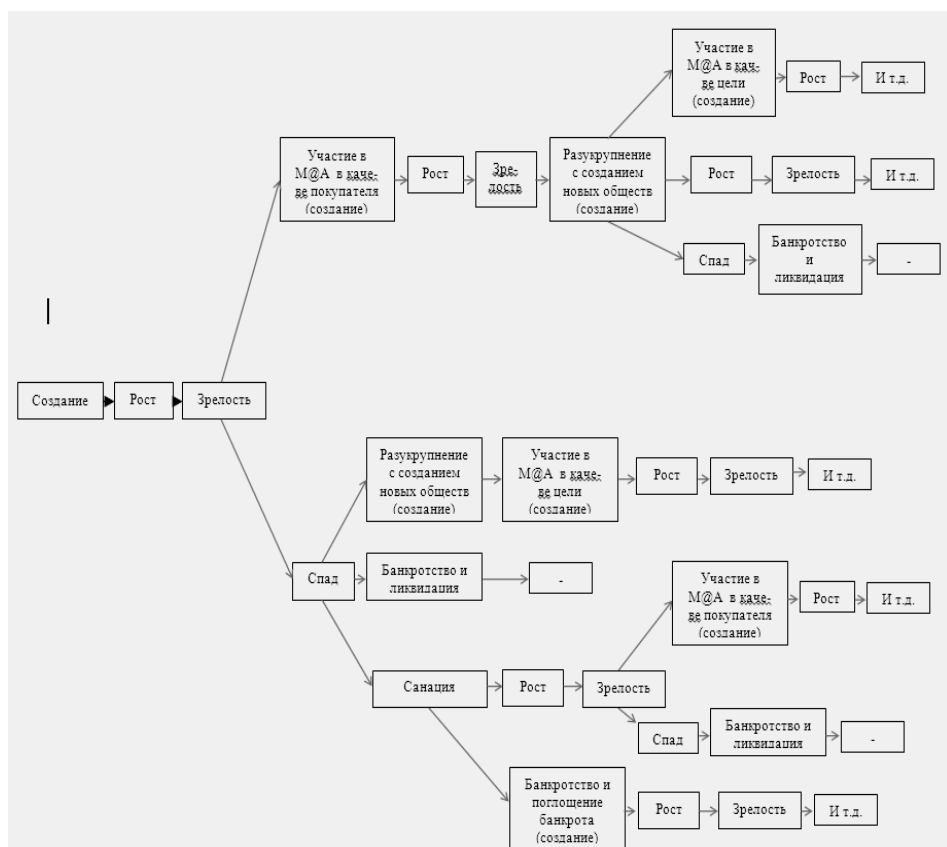 Участие в
М@А в каче-
ве цели
(создание)
Рост
И т.д.
Участие в
М@А в каче-
ве покупателя
(создание)
Рост
Зре-
лость
Разукрупнение
с созданием
новых обществ
(создание)
Рост
Зрелость
И т.д.
Спад
Банкротство
и
ликвидация
-
Создание
Рост
Зрелость
Разукрупнение
с созданием
новых обществ
(создание)
Участие в
М@А в каче-
ве цели
(создание)
Рост
Зрелость
И т.д.
Спад
Банкротство и
ликвидация
-
Участие в
М@А в каче-
ве покупателя
(создание)
Рост
И т.д.
Санация
Рост
Зрелость
Спад
Банкротство и
ликвидация
-
Банкротство и
поглощение
банкрота
(создание)
Рост
Зрелость
И т.д.